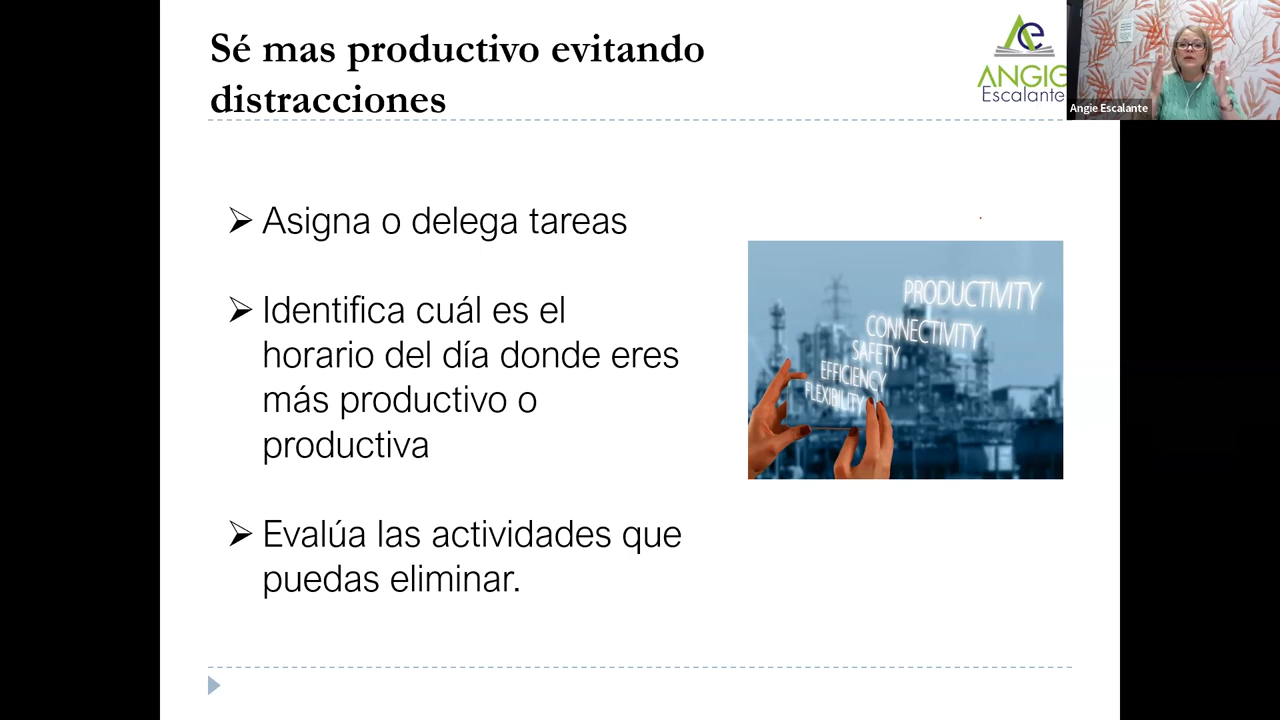 Sé mas productivo evitando
distracciones
ANGIE
Escalante
Angie Escalante
Asigna o delega tareas
Identifica cuál es el
horario del día donde eres
más productivo o
productiva
Evalúa las actividades que
puedas eliminar.
PRODUCTIVITY
CONNECTIVITY
SAFETY
EFFICIENCY
FLEXIBILITY